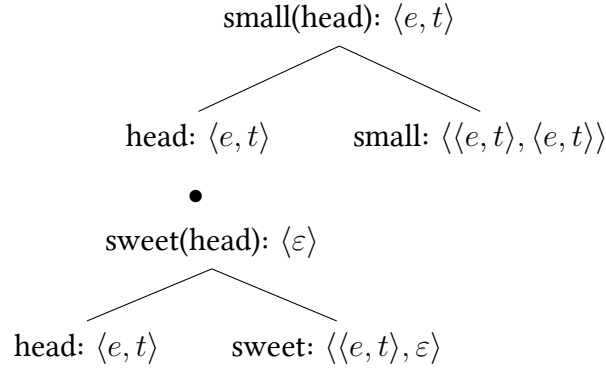 small(head): ⟨e, t⟩
head: ⟨e, t⟩ small: ⟨⟨e, t⟩, ⟨e, t⟩⟩
•
sweet(head): ⟨ε⟩
head: ⟨e, t⟩ sweet: ⟨⟨e, t⟩, ε⟩